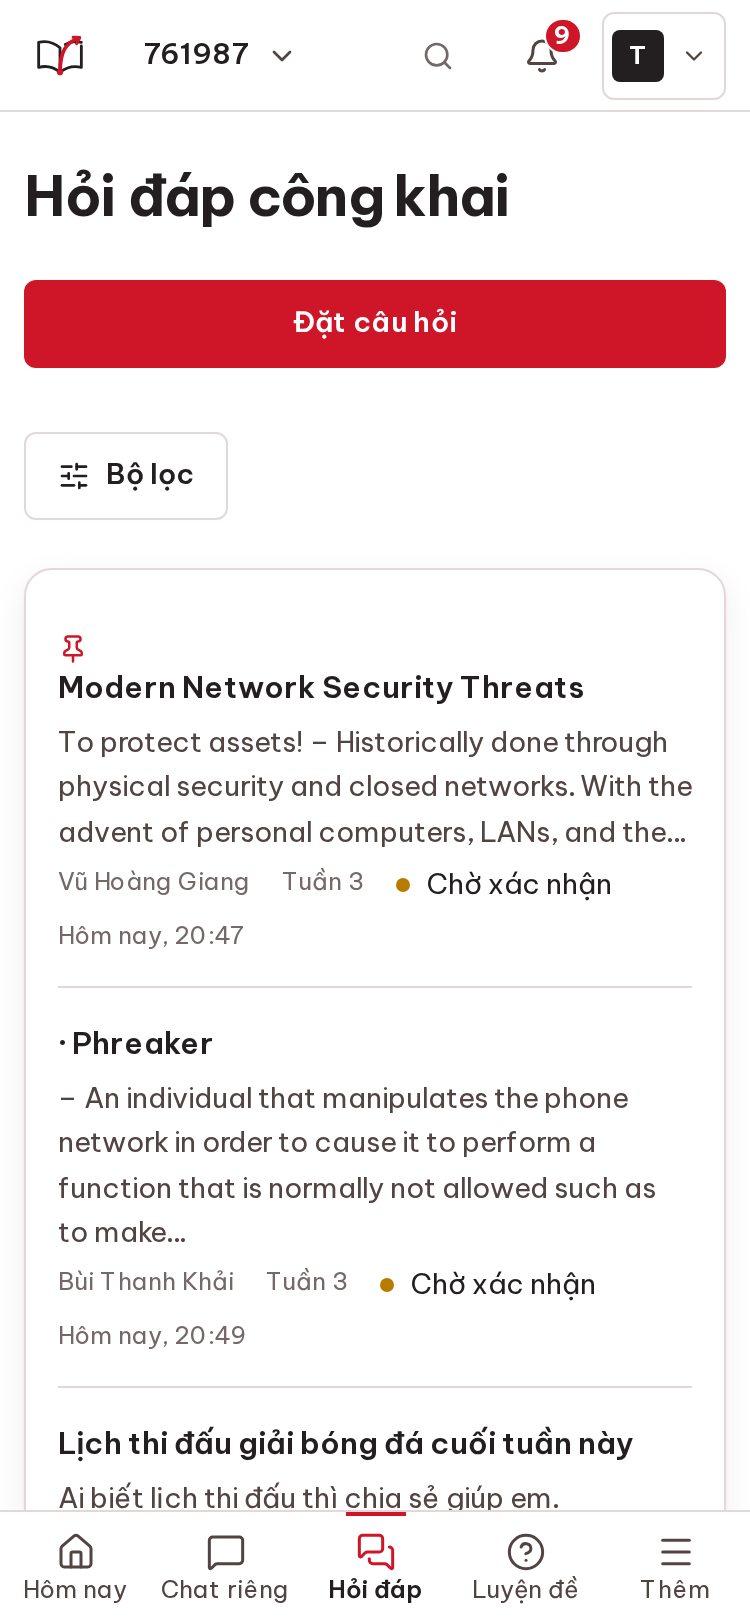 761987
9
T
Hỏi đáp công khai
Đặt câu hỏi
Bộ lọc
Modern Network Security Threats
To protect assets! – Historically done through
physical security and closed networks. With the
advent of personal computers, LANs, and the...
Vũ Hoàng Giang Tuần 3 Chờ xác nhận
Hôm nay, 20:47
· Phreaker
– An individual that manipulates the phone
network in order to cause it to perform a
function that is normally not allowed such as
to make...
Bùi Thanh Khải Tuần 3 Chờ xác nhận
Hôm nay, 20:49
Lịch thi đấu giải bóng đá cuối tuần này
Ai biết lịch thi đấu thì chia sẻ giúp em.
Hôm nay Chat riêng Hỏi đáp Luyện đề Thêm